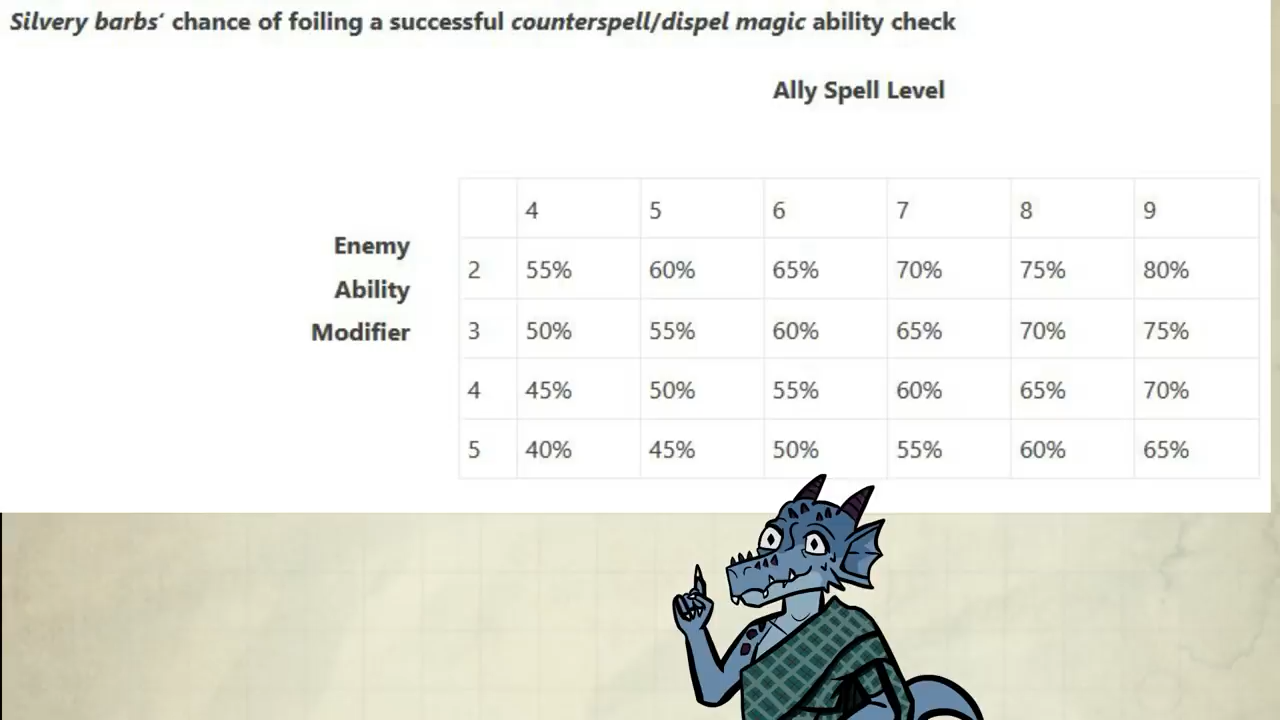 Silvery barbs' chance of foiling a successful counterspell/dispel magic ability check
Ally Spell Level
Enemy
Ability
Modifier
4 5 6 7 8 9
2 55% 60% 65% 70% 75% 80%
3 50% 55% 60% 65% 70% 75%
4 45% 50% 55% 60% 65% 70%
5 40% 45% 50% 55% 60% 65%